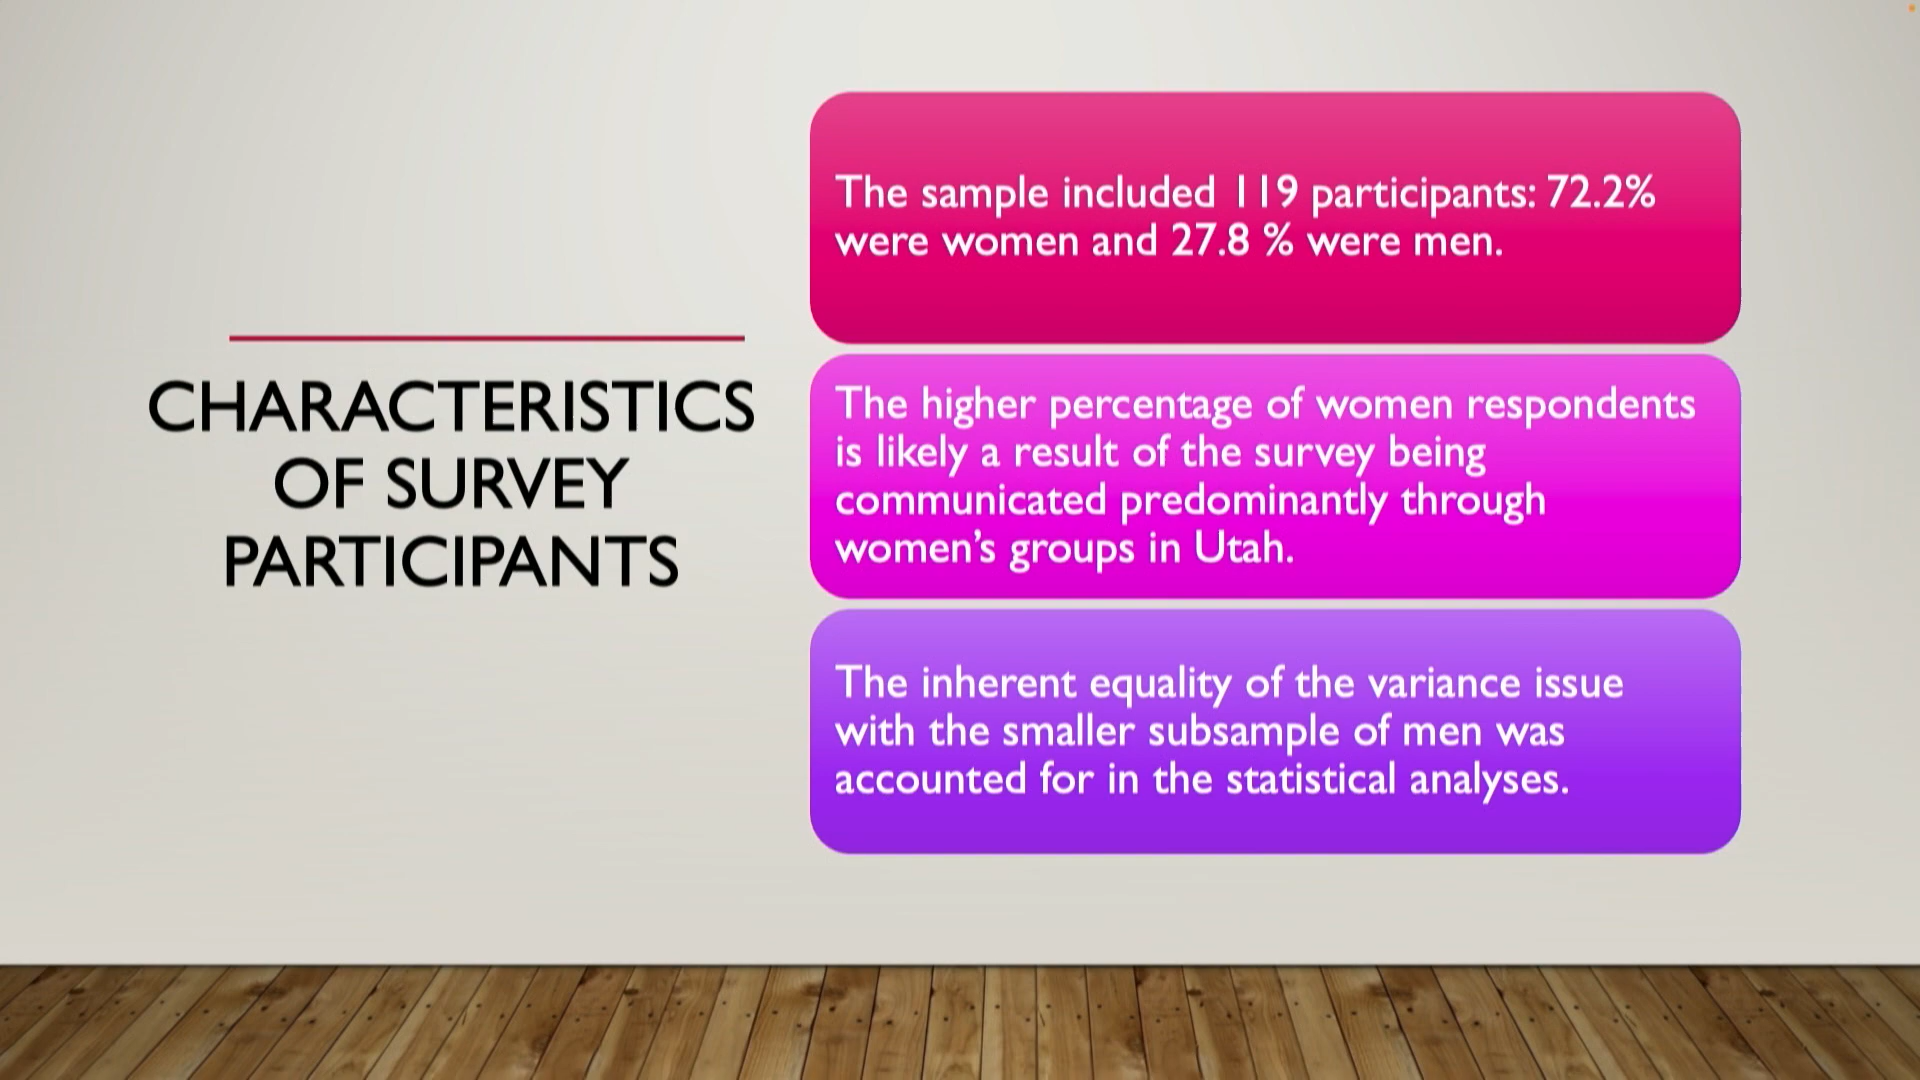 CHARACTERISTICS
OF SURVEY
PARTICIPANTS
The sample included 119 participants: 72.2%
were women and 27.8 % were men.
The higher percentage of women respondents
is likely a result of the survey being
communicated predominantly through
women’s groups in Utah.
The inherent equality of the variance issue
with the smaller subsample of men was
accounted for in the statistical analyses.